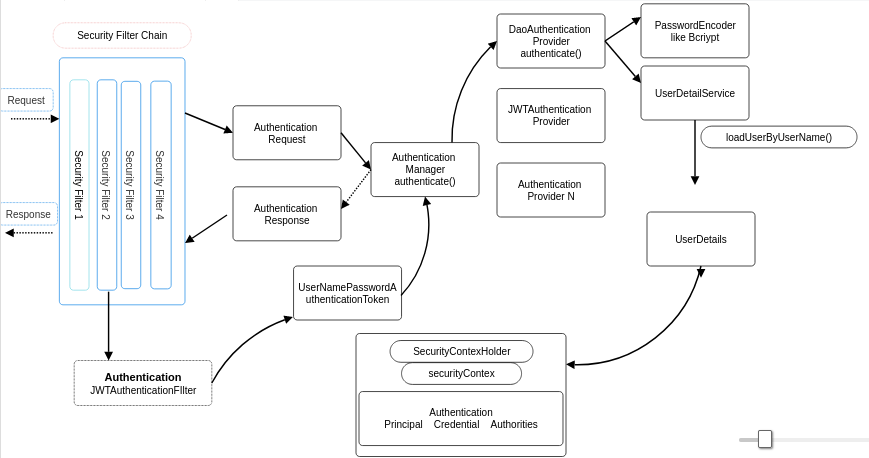 Security Filter Chain
Request
Response
Security Filter 1
Security Filter 2
Security Filter 3
Security Filter 4
Authentication
Request
Authentication
Response
Authentication
Manager
authenticate()
DaoAuthentication
Provider
authenticate()
JWTAuthentication
Provider
Authentication
Provider N
PasswordEncoder
like Bcriypt
UserDetailService
loadUserByUserName()
UserDetails
UserNamePasswordA
uthenticationToken
Authentication
JWTAuthenticationFIlter
SecurityContexHolder
securityContex
Authentication
Principal Credential Authorities